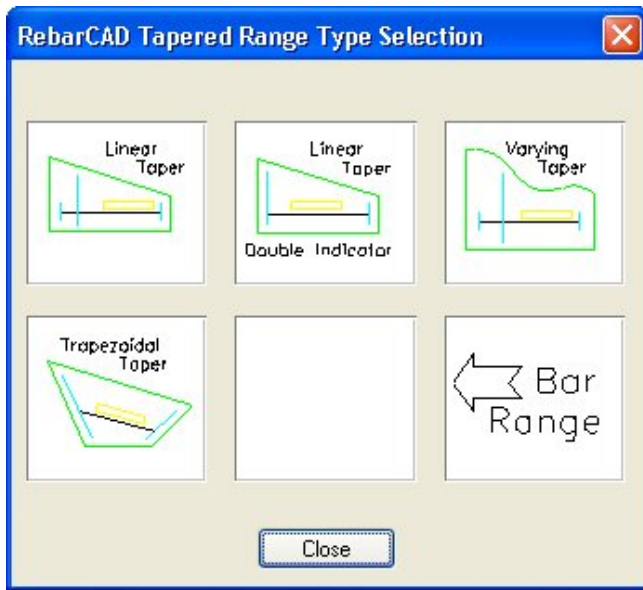 RebarCAD Tapered Range Type Selection
Linear
Taper
Linear
Taper
Double Indicator
Varying
Taper
Trapezoidal
Taper
Bar
Range
Close